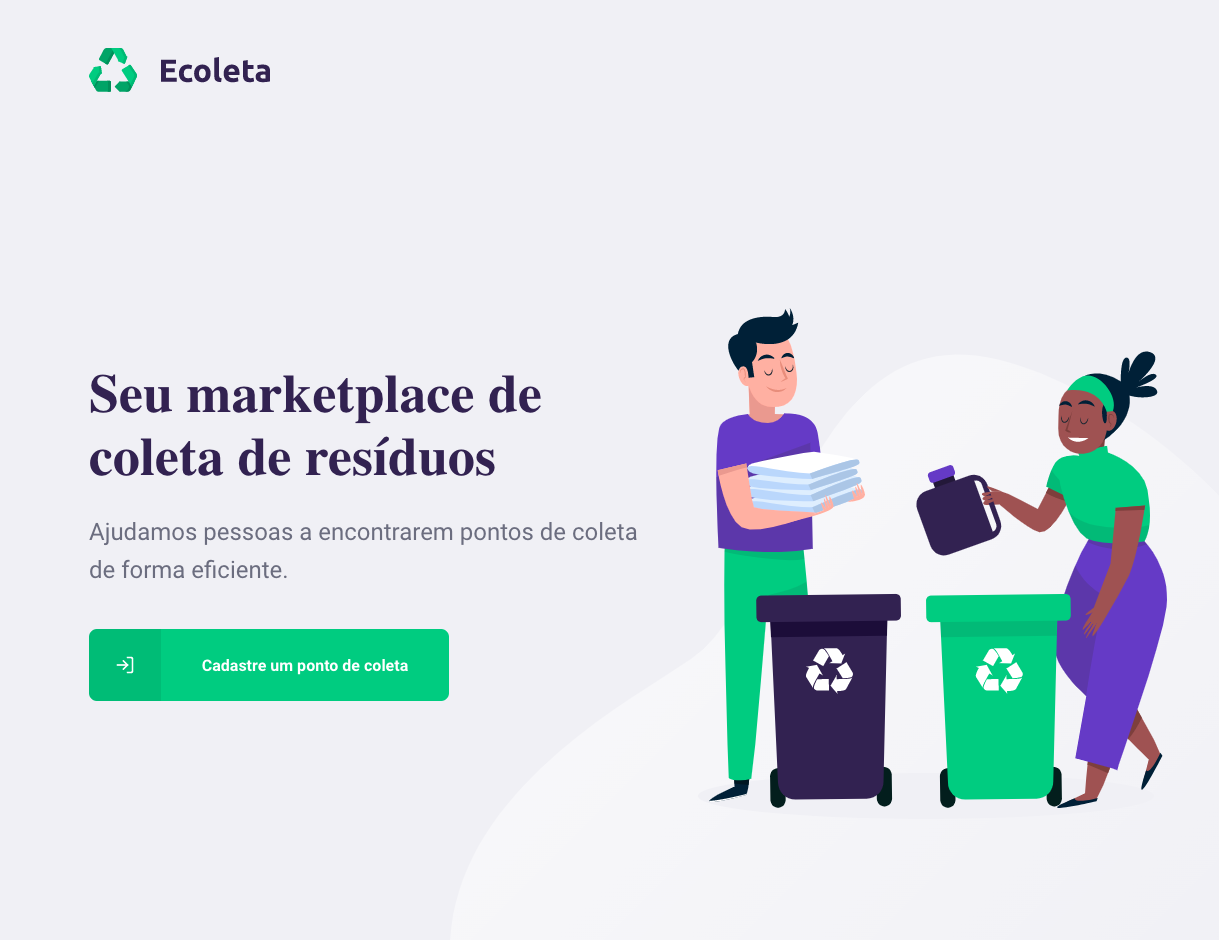 Ecoleta
Seu marketplace de
coleta de resíduos
Ajudamos pessoas a encontrarem pontos de coleta
de forma eficiente.
Cadastre um ponto de coleta